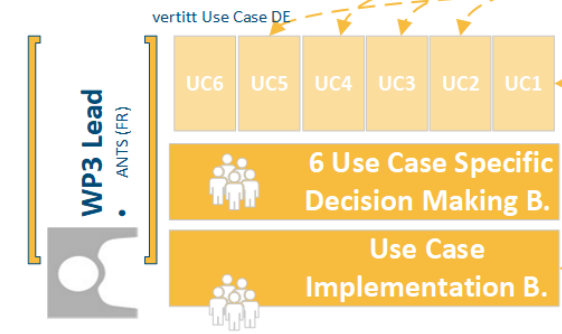 vertitt Use Case DE
UC6 UC5 UC4 UC3 UC2 UC1
WP3 Lead
• ANTS (FR)
6 Use Case Specific
Decision Making B.
Use Case
Implementation B.